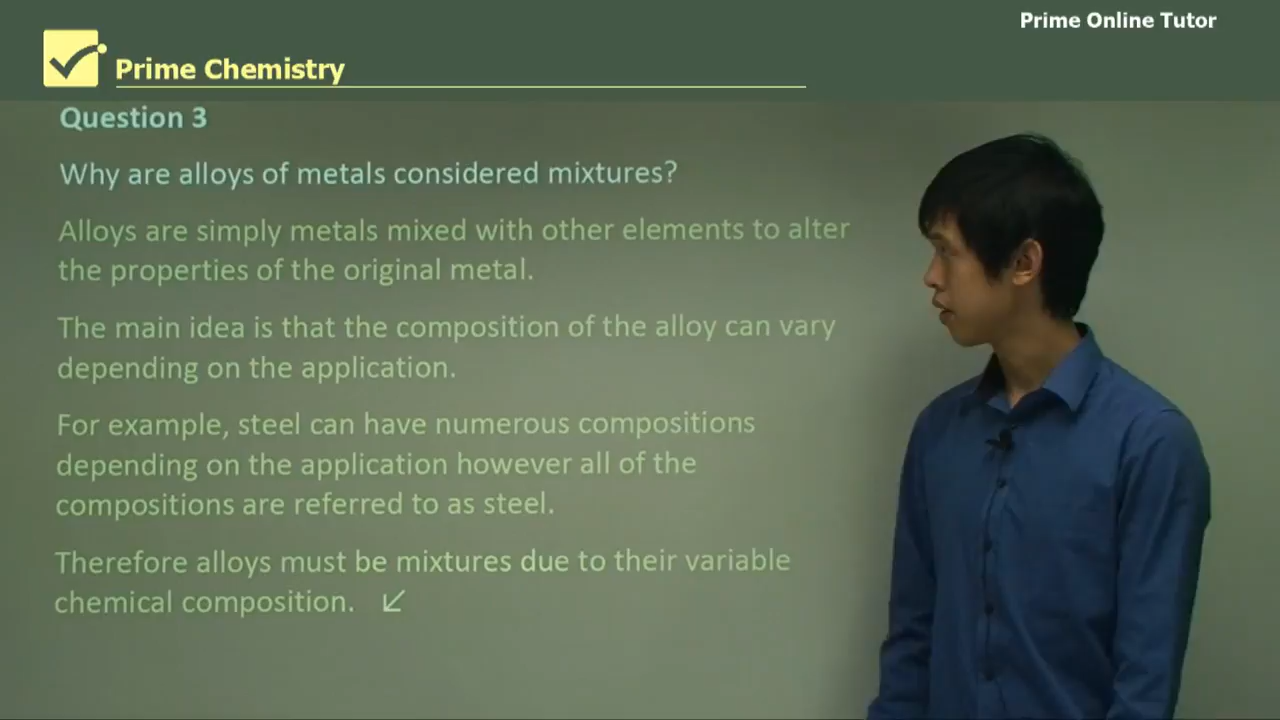 Prime Online Tutor
Prime Chemistry
Question 3
Why are alloys of metals considered mixtures?
Alloys are simply metals mixed with other elements to alter
the properties of the original metal.
The main idea is that the composition of the alloy can vary
depending on the application.
For example, steel can have numerous compositions
depending on the application however all of the
compositions are referred to as steel.
Therefore alloys must be mixtures due to their variable
chemical composition.